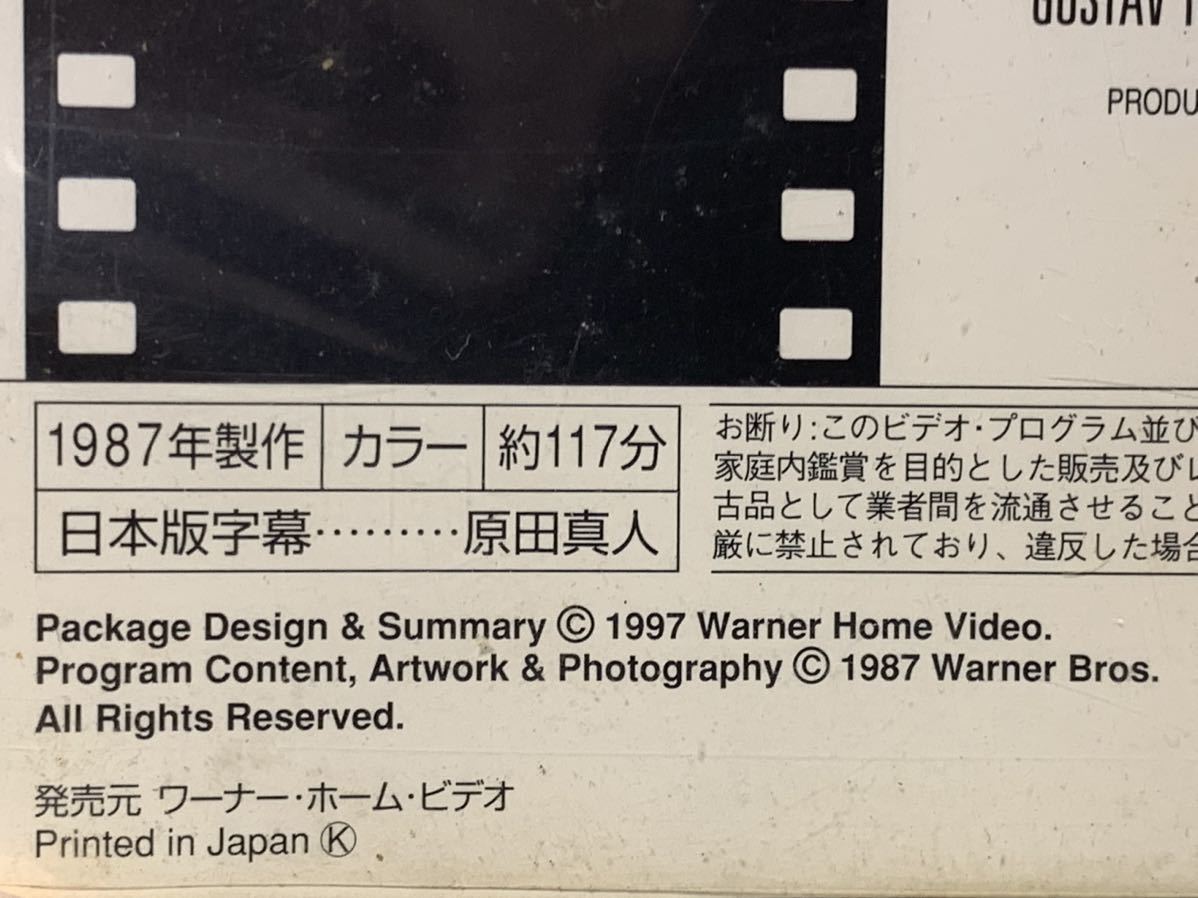 GUSTAV
PRODU
1987年製作 カラー 約117分
日本版字幕………原田真人
お断り:このビデオ・プログラム並び
家庭内鑑賞を目的とした販売及びレ
古品として業者間を流通させること
厳に禁止されており、違反した場合
Package Design & Summary © 1997 Warner Home Video.
Program Content, Artwork & Photography © 1987 Warner Bros.
All Rights Reserved.
発売元 ワーナー・ホーム・ビデオ
Printed in Japan Ⓚ